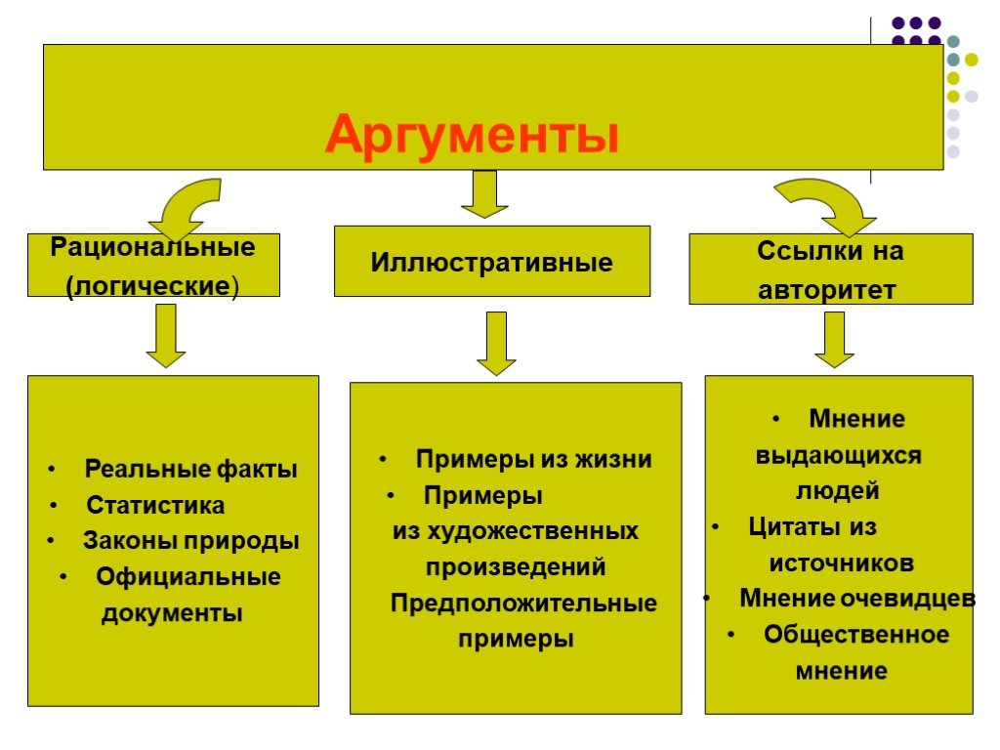 Аргументы
Рациональные
(логические)
Иллюстративные
Ссылки на
авторитет
• Реальные факты
• Статистика
• Законы природы
• Официальные
документы
• Примеры из жизни
• Примеры
из художественных
произведений
Предположительные
примеры
• Мнение
выдающихся
людей
• Цитаты из
источников
• Мнение очевидцев
• Общественное
мнение